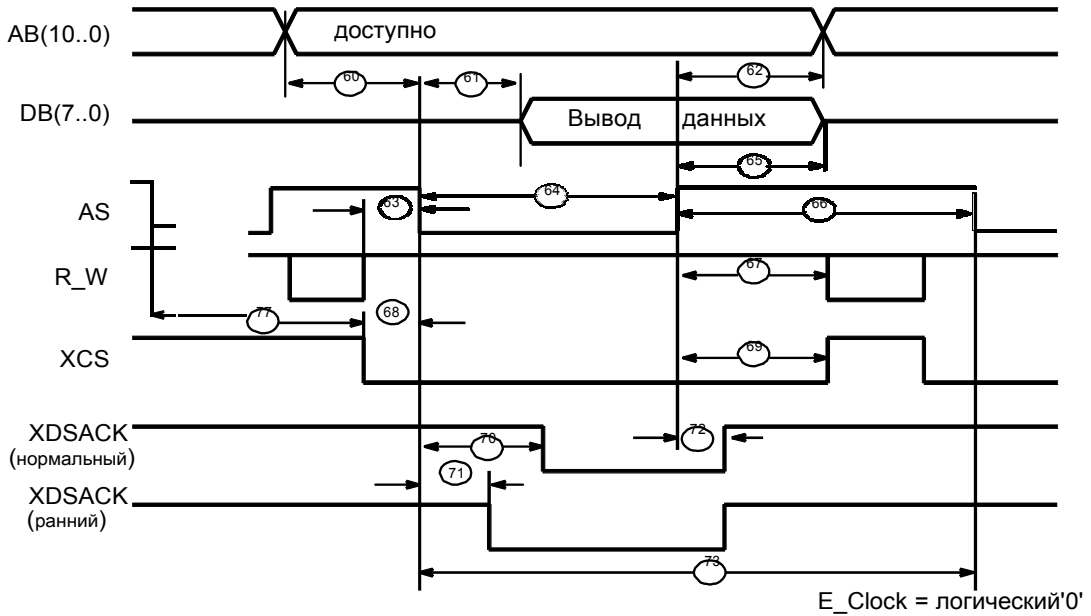 AB(10..0)
доступно
60
61
62
DB(7..0)
Вывод данных
65
64
AS
63
66
R_W
67
77
68
XCS
69
XDSACK
(нормальный)
70
72
71
XDSACK
(ранний)
73
E_Clock = логический'0'